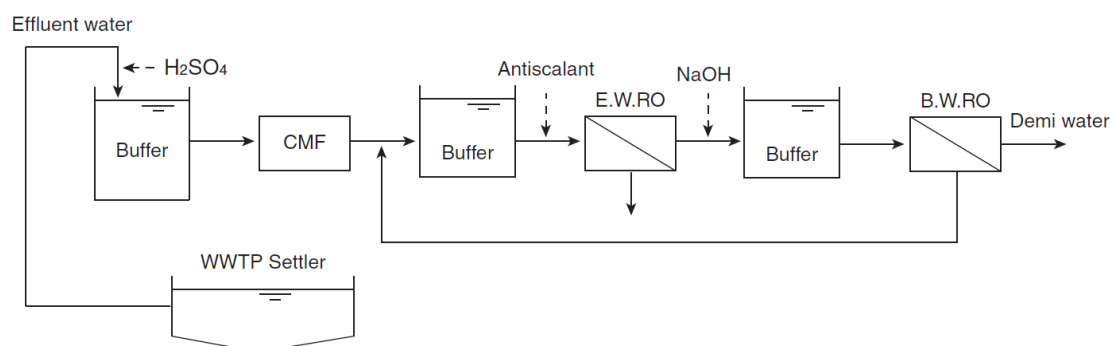 Effluent water
H₂SO₄
Antiscalant
NaOH
E.W.RO
B.W.RO
Demi water
Buffer
CMF
Buffer
Buffer
WWTP Settler